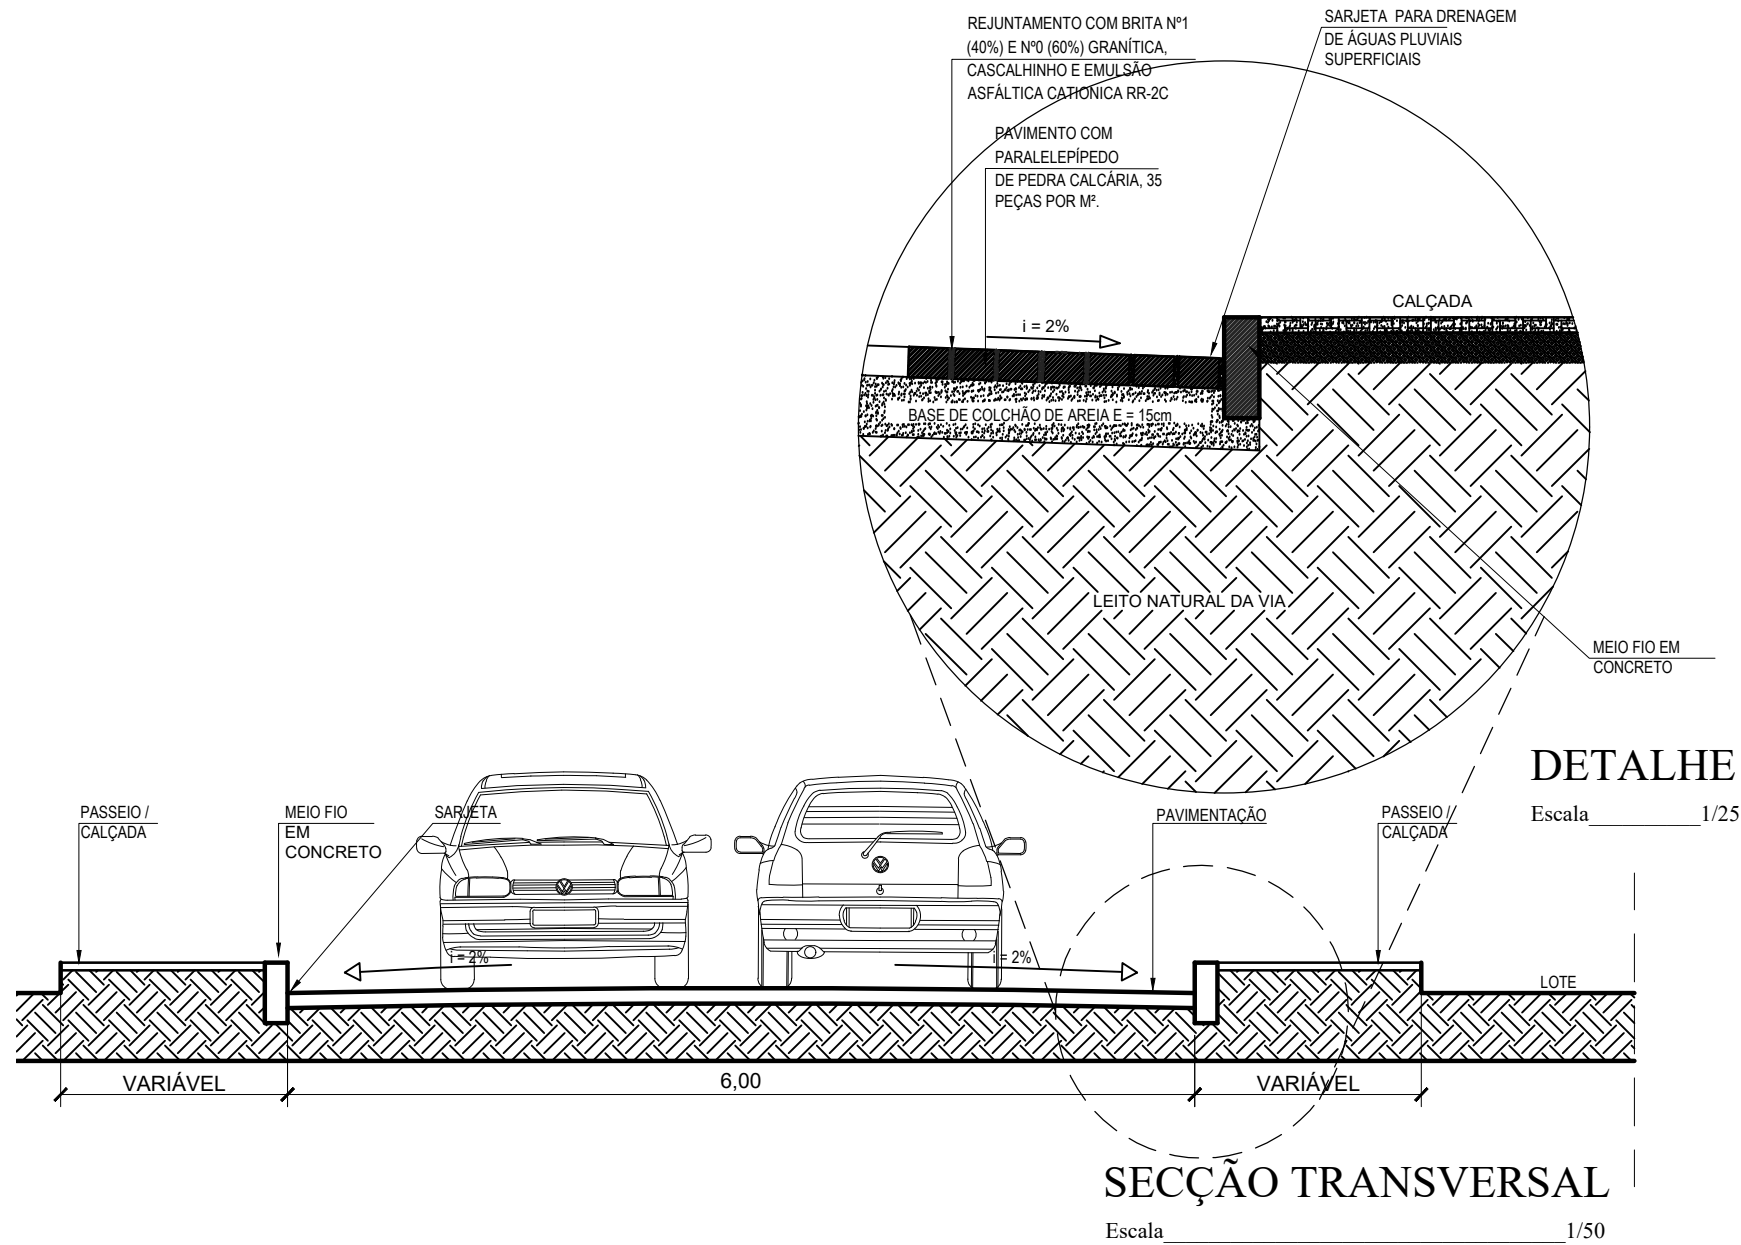 REJUNTAMENTO COM BRITA Nº1
(40%) E Nº0 (60%) GRANÍTICA,
CASCALHINHO E EMULSÃO
ASFÁLTICA CATIONICA RR-2C
SARJETA PARA DRENAGEM
DE ÁGUAS PLUVIAIS
SUPERFICIAIS
PAVIMENTO COM
PARALELEPÍPEDO
DE PEDRA CALCÁRIA, 35
PEÇAS POR M².
CALÇADA
i = 2%
BASE DE COLCHÃO DE AREIA E = 15cm
LEITO NATURAL DA VIA
MEIO FIO EM
CONCRETO
DETALHE
Escala 1/25
PASSEIO /
CALÇADA
MEIO FIO
EM
CONCRETO
SARJETA
PAVIMENTAÇÃO
PASSEIO /
CALÇADA
i = 2%
i = 2%
LOTE
VARIÁVEL
6,00
VARIÁVEL
SECÇÃO TRANSVERSAL
Escala 1/50